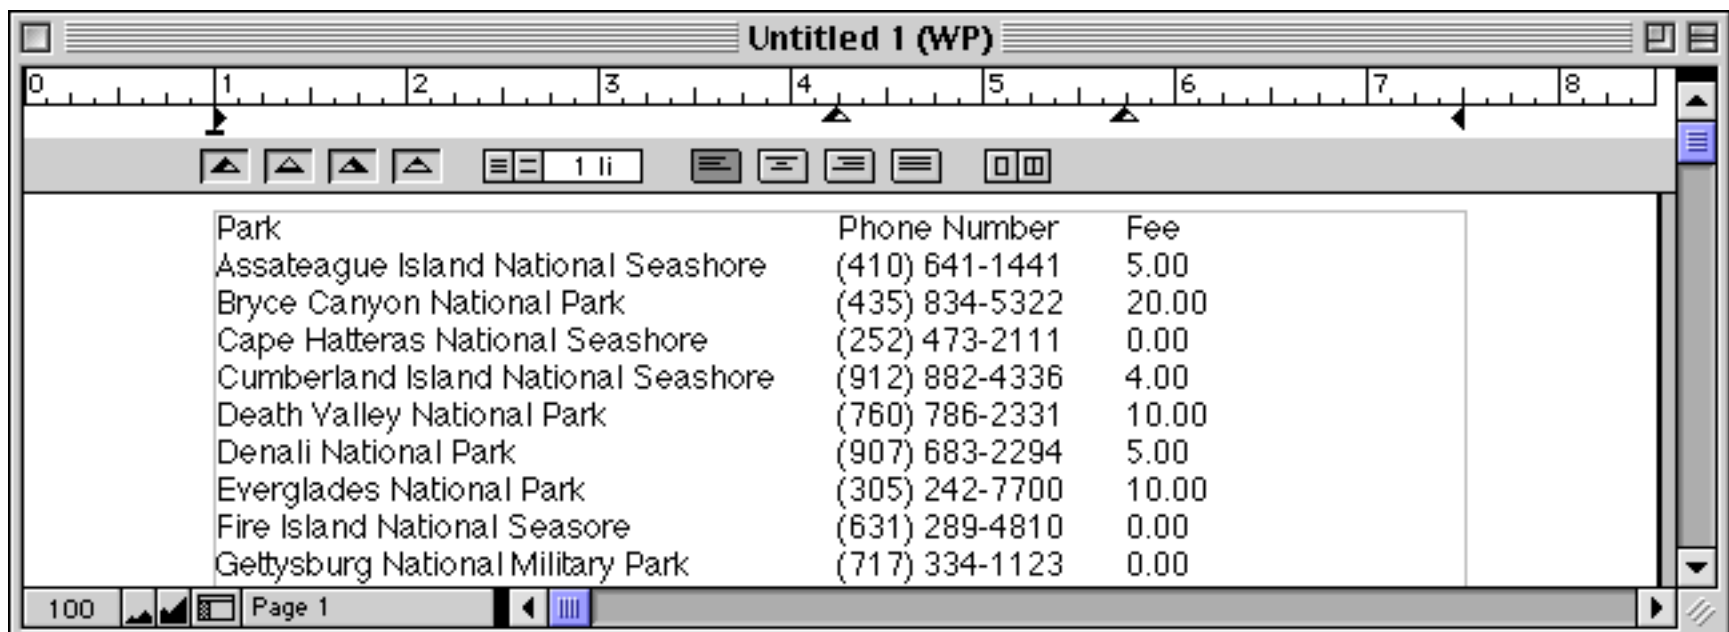 Untitled 1 (WP)
0 1 2 3 4 5 6 7 8
1 li
Park Phone Number Fee
Assateague Island National Seashore (410) 641-1441 5.00
Bryce Canyon National Park (435) 834-5322 20.00
Cape Hatteras National Seashore (252) 473-2111 0.00
Cumberland Island National Seashore (912) 882-4336 4.00
Death Valley National Park (760) 786-2331 10.00
Denali National Park (907) 683-2294 5.00
Everglades National Park (305) 242-7700 10.00
Fire Island National Seasore (631) 289-4810 0.00
Gettysburg National Military Park (717) 334-1123 0.00
100 Page 1